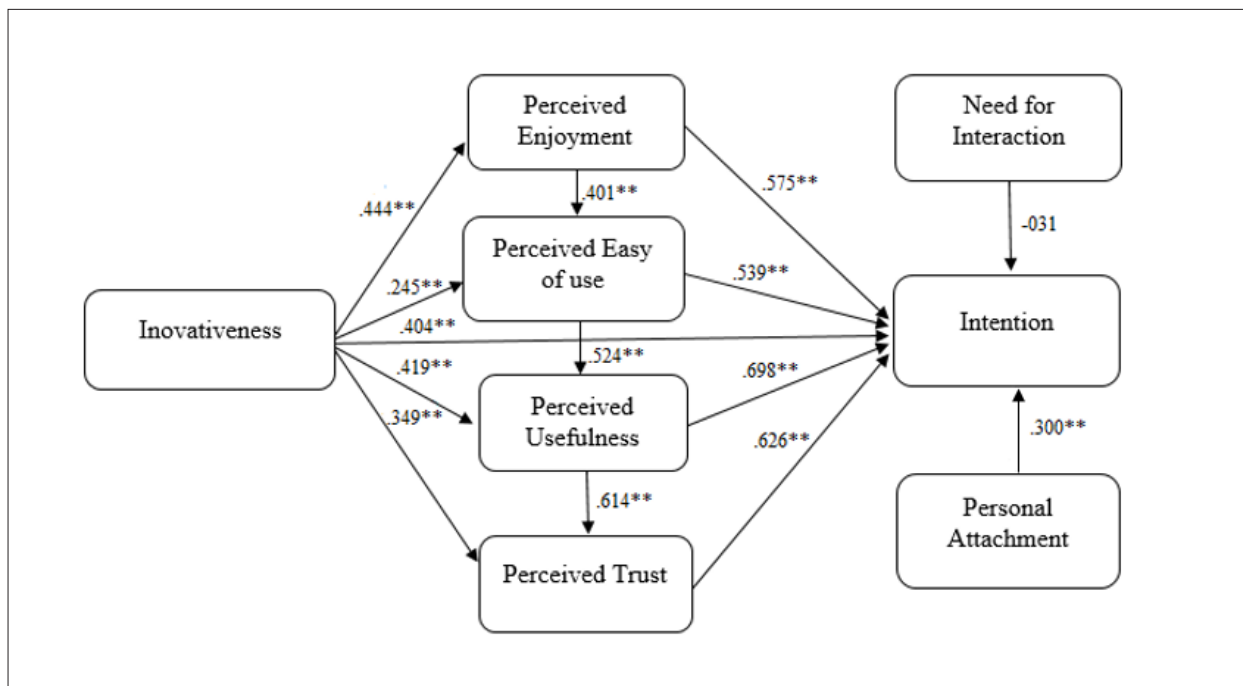 Perceived
Enjoyment
Need for
Interaction
.575**
.401**
.444**
-031
Perceived Easy
of use
.539**
.245**
Inovativeness
.404**
Intention
.524**
.419**
.698**
Perceived
Usefulness
.349**
.626**
.300**
.614**
Personal
Attachment
Perceived Trust